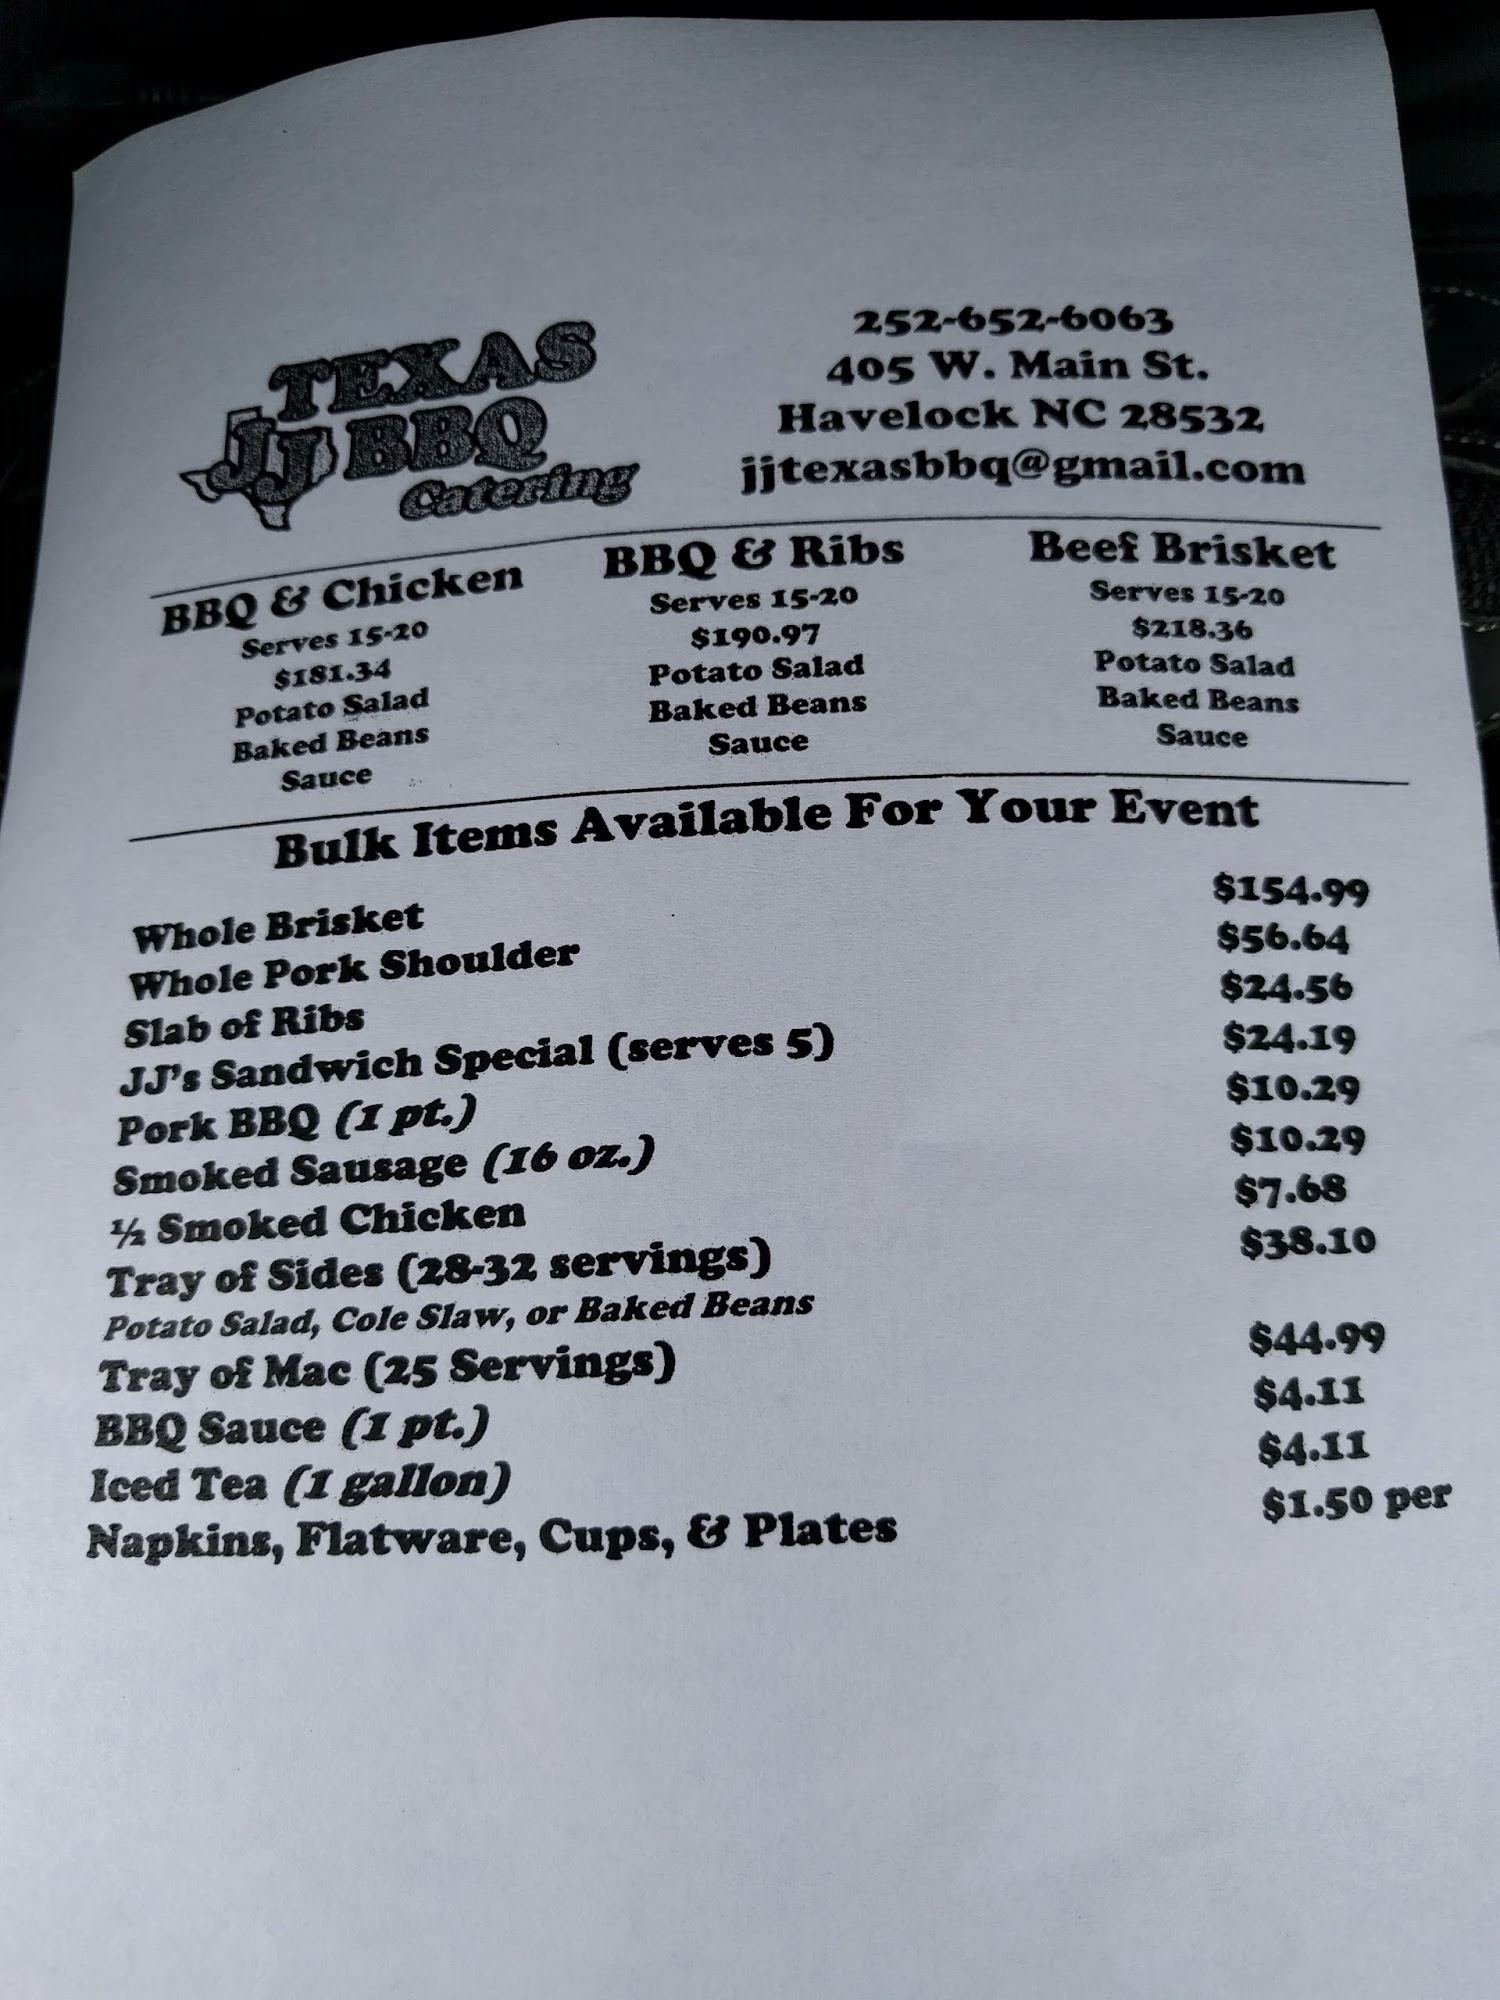 TEXAS
JJ BBQ
Catering
252-652-6063
405 W. Main St.
Havelock NC 28532
jjtexasbbq@gmail.com
BBQ & Chicken
Serves 15-20
$181.34
Potato Salad
Baked Beans
Sauce
BBQ & Ribs
Serves 15-20
$190.97
Potato Salad
Baked Beans
Sauce
Beef Brisket
Serves 15-20
$218.36
Potato Salad
Baked Beans
Sauce
Bulk Items Available For Your Event
Whole Brisket $154.99
Whole Pork Shoulder $56.64
Slab of Ribs $24.56
JJ's Sandwich Special (serves 5) $24.19
Pork BBQ (1 pt.) $10.29
Smoked Sausage (16 oz.) $10.29
½ Smoked Chicken $7.68
Tray of Sides (28-32 servings) $38.10
Potato Salad, Cole Slaw, or Baked Beans
Tray of Mac (25 Servings) $44.99
BBQ Sauce (1 pt.) $4.11
Iced Tea (1 gallon) $4.11
Napkins, Flatware, Cups, & Plates $1.50 per